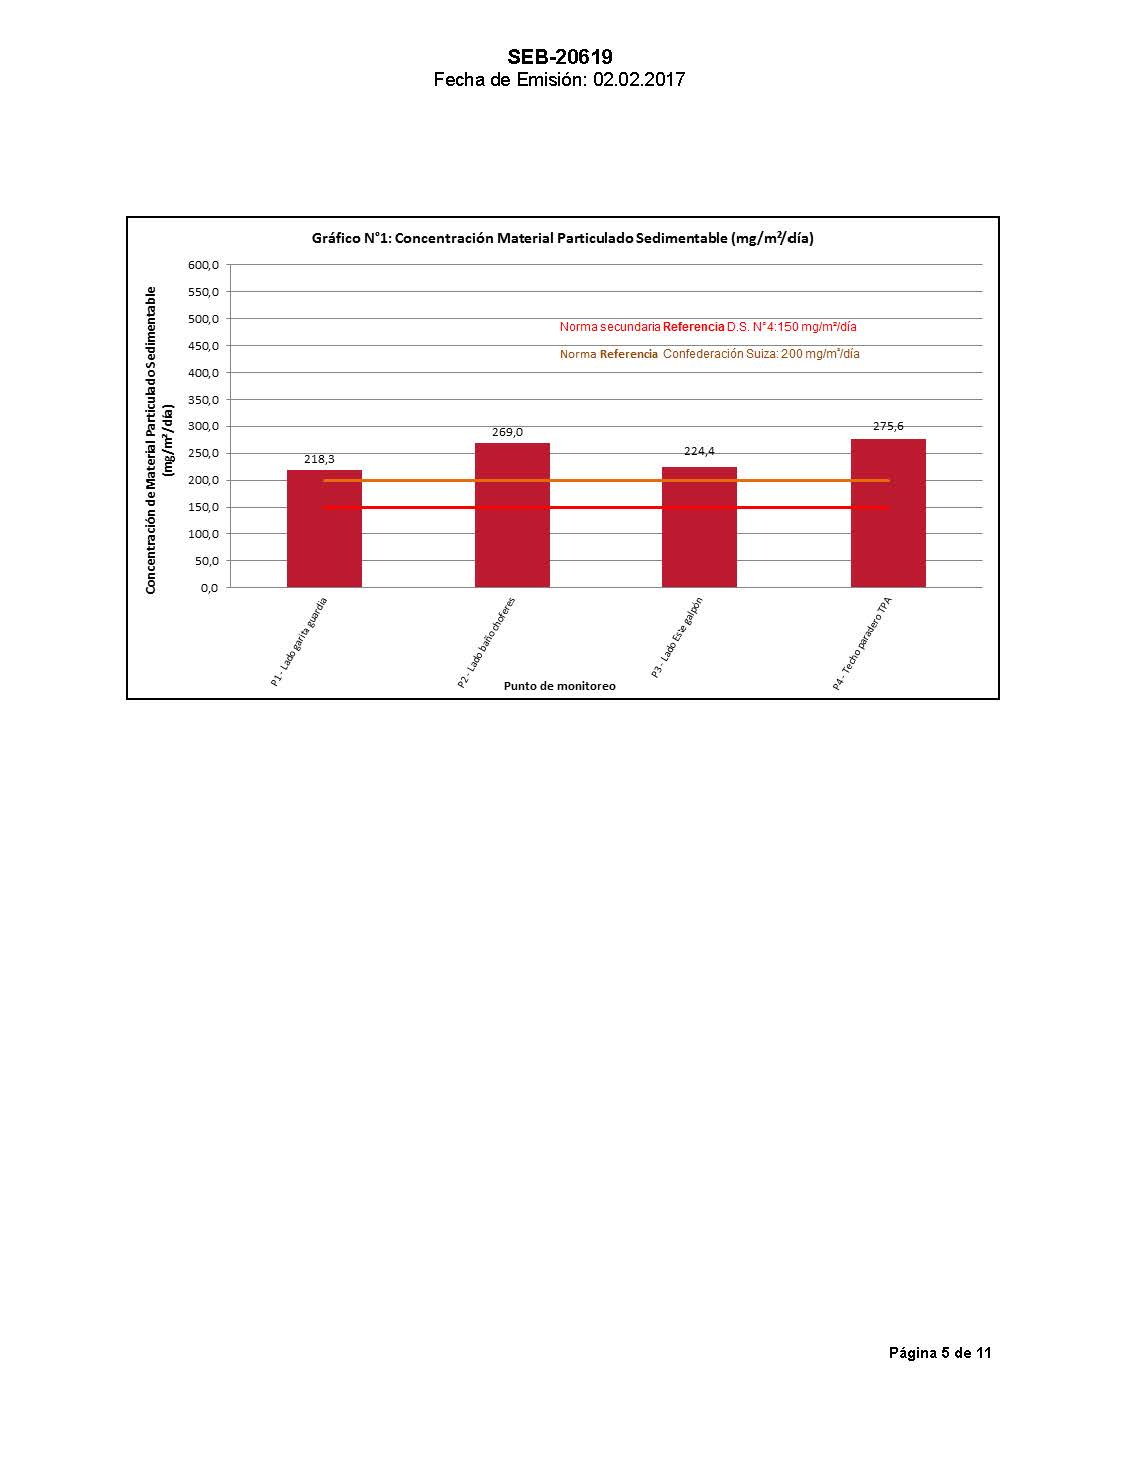 SEB-20619
Fecha de Emisión: 02.02.2017
Gráfico N°1: Concentración Material Particulado Sedimentable (mg/m²/día)
Concentración de Material Particulado Sedimentable
(mg/m²/día)
600,0
550,0
500,0
450,0
400,0
350,0
300,0
250,0
200,0
150,0
100,0
50,0
0,0
Norma secundaria Referencia D.S. N°4:150 mg/m²/día
Norma Referencia Confederación Suiza: 200 mg/m²/día
218,3
269,0
224,4
275,6
P1 - Lado garita guardia
P2 - Lado baño choferes
P3 - Lado Este galpón
P4 - Techo paradero TPA
Punto de monitoreo
Página 5 de 11